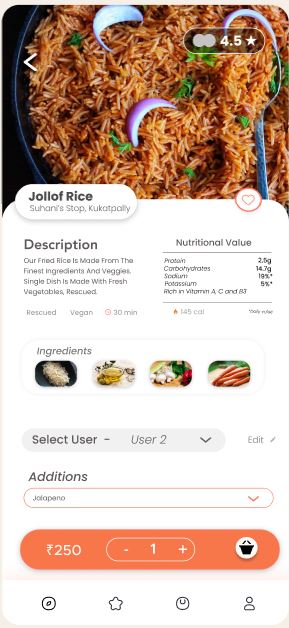 4.5 ★
Jollof Rice
Suhani's Stop, Kukatpally
Description
Our Fried Rice Is Made From The
Finest Ingredients And Veggies.
Single Dish Is Made With Fresh
Vegetables, Rescued.
Rescued Vegan 30 min
Nutritional Value
Protein 2.5g
Carbohydrates 14.7g
Sodium 19%*
Potassium 5%*
Rich in Vitamin A, C and B3
145 cal *Daily value
Ingredients
Select User - User 2
Edit
Additions
Jalapeno
₹250 - 1 +